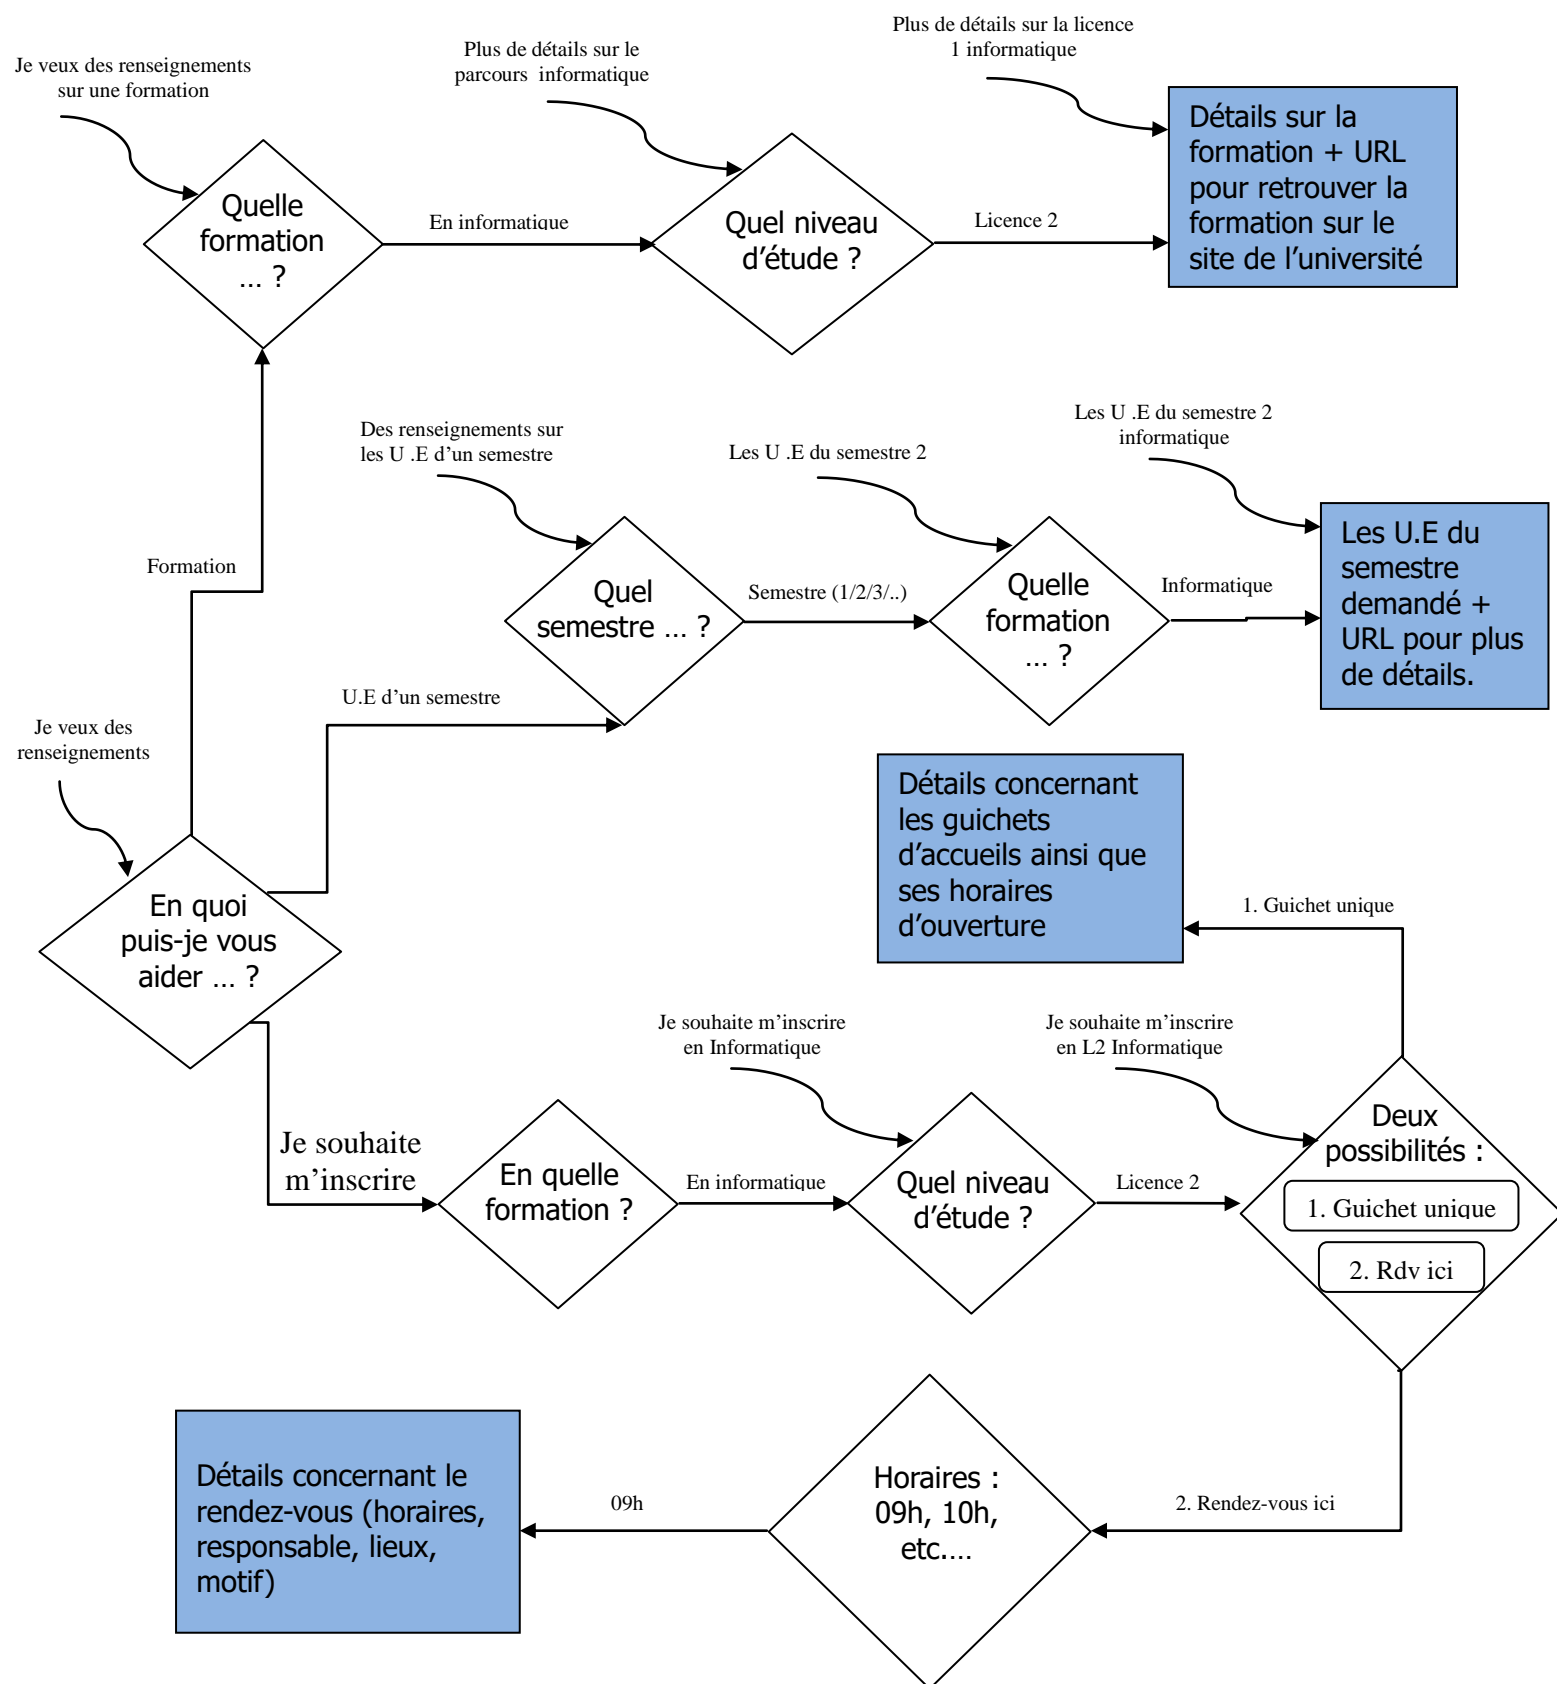 Plus de détails sur la licence
1 informatique
Plus de détails sur le
parcours  informatique
Je veux des renseignements
sur une formation
Détails sur la
formation + URL
pour retrouver la
formation sur le
site de l’université
Quelle
formation
… ?
En informatique
Quel niveau
d’étude ?
Licence 2
Les U .E du semestre 2
informatique
Des renseignements sur
les U .E d’un semestre
Les U .E du semestre 2
Les U.E du
semestre
demandé +
URL pour plus
de détails.
Formation
Quel
semestre … ?
Semestre (1/2/3/..)
Quelle
formation
… ?
Informatique
U.E d’un semestre
Je veux des
renseignements
Détails concernant
les guichets
d’accueils ainsi que
ses horaires
d’ouverture
1. Guichet unique
En quoi
puis-je vous
aider … ?
Je souhaite m’inscrire
en Informatique
Je souhaite m’inscrire
en L2 Informatique
Je souhaite
m’inscrire
En quelle
formation ?
En informatique
Quel niveau
d’étude ?
Licence 2
Deux
possibilités :
1. Guichet unique
2. Rdv ici
Détails concernant le
rendez-vous (horaires,
responsable, lieux,
motif)
09h
Horaires :
09h, 10h,
etc.…
2. Rendez-vous ici